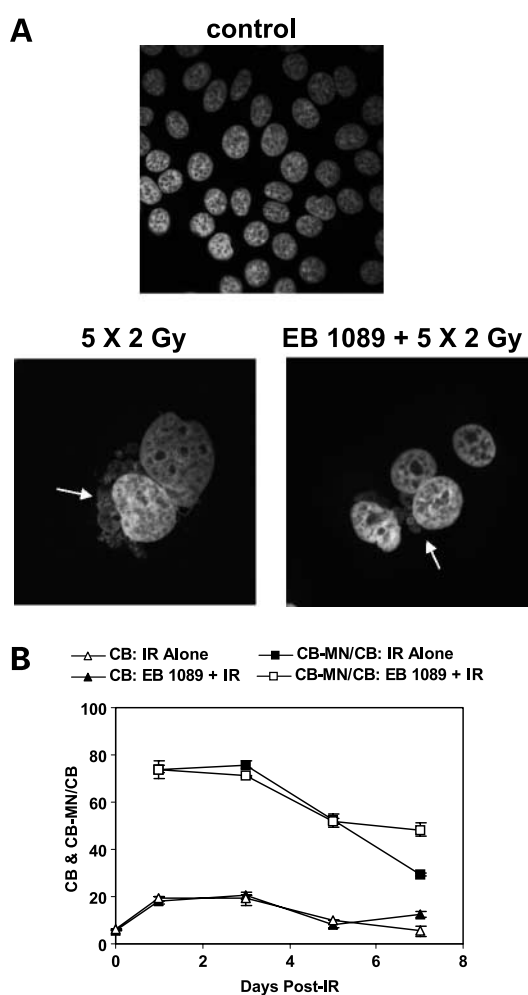 A
control
5 X 2 Gy
EB 1089 + 5 X 2 Gy
B
CB: IR Alone
CB-MN/CB: IR Alone
CB: EB 1089 + IR
CB-MN/CB: EB 1089 + IR
CB & CB-MN/CB
100
80
60
40
20
0
0 2 4 6 8
Days Post-IR